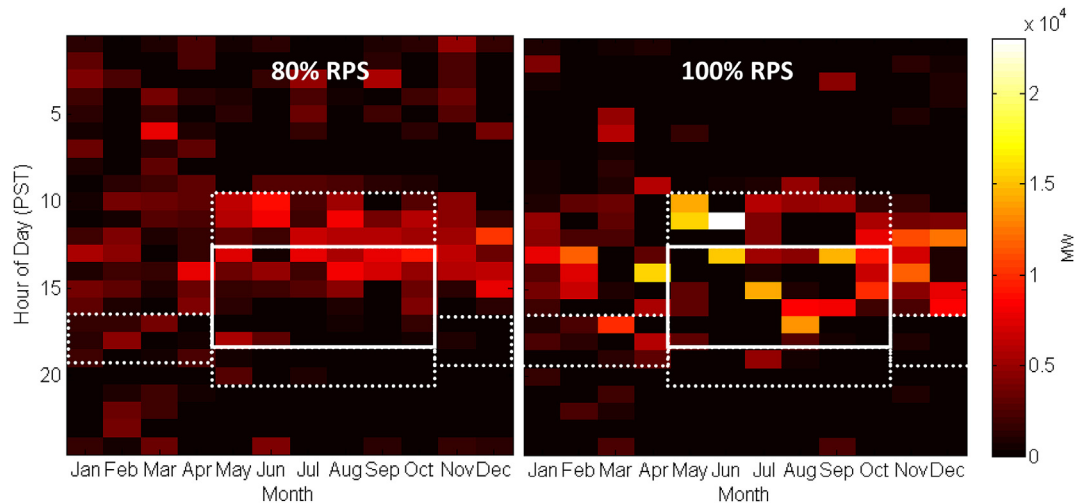 80% RPS
100% RPS
x 10⁴
Hour of Day (PST)
5
10
15
20
Jan Feb Mar Apr May Jun Jul Aug Sep Oct Nov Dec
Month
Jan Feb Mar Apr May Jun Jul Aug Sep Oct Nov Dec
Month
2
1.5
1
0.5
0
MW